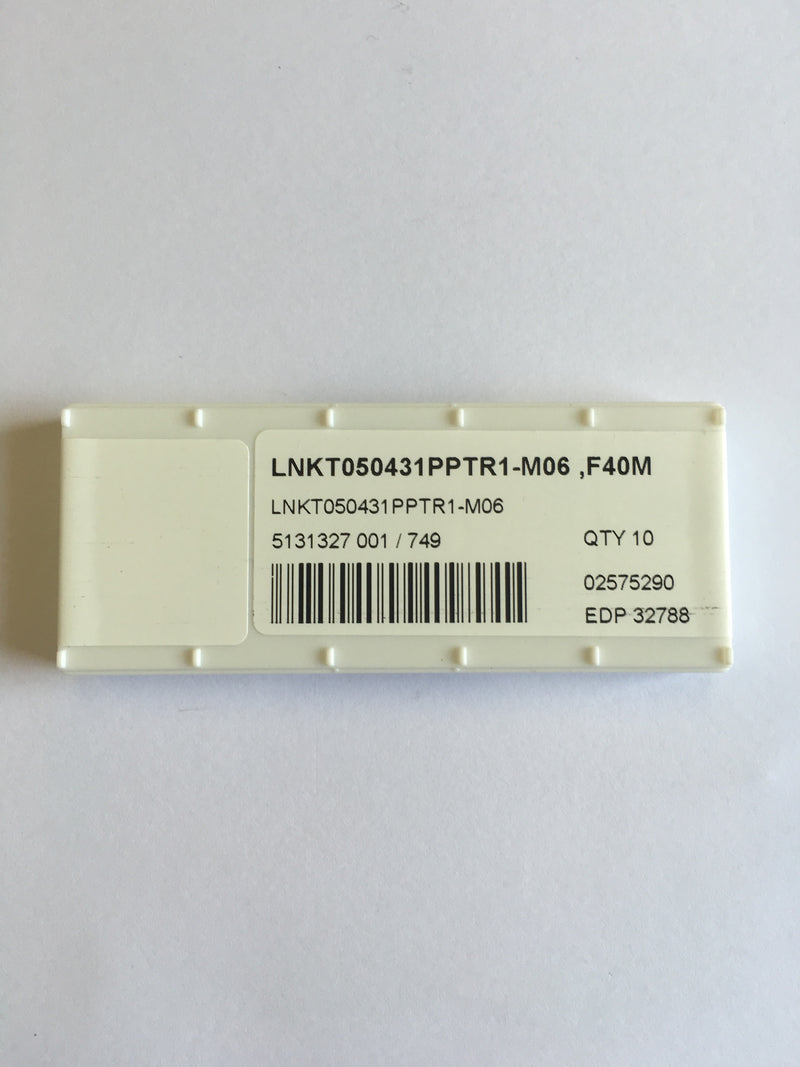 LNKT050431PPTR1-M06 ,F40M
LNKT050431PPTR1-M06
5131327 001 / 749
QTY 10
02575290
EDP 32788